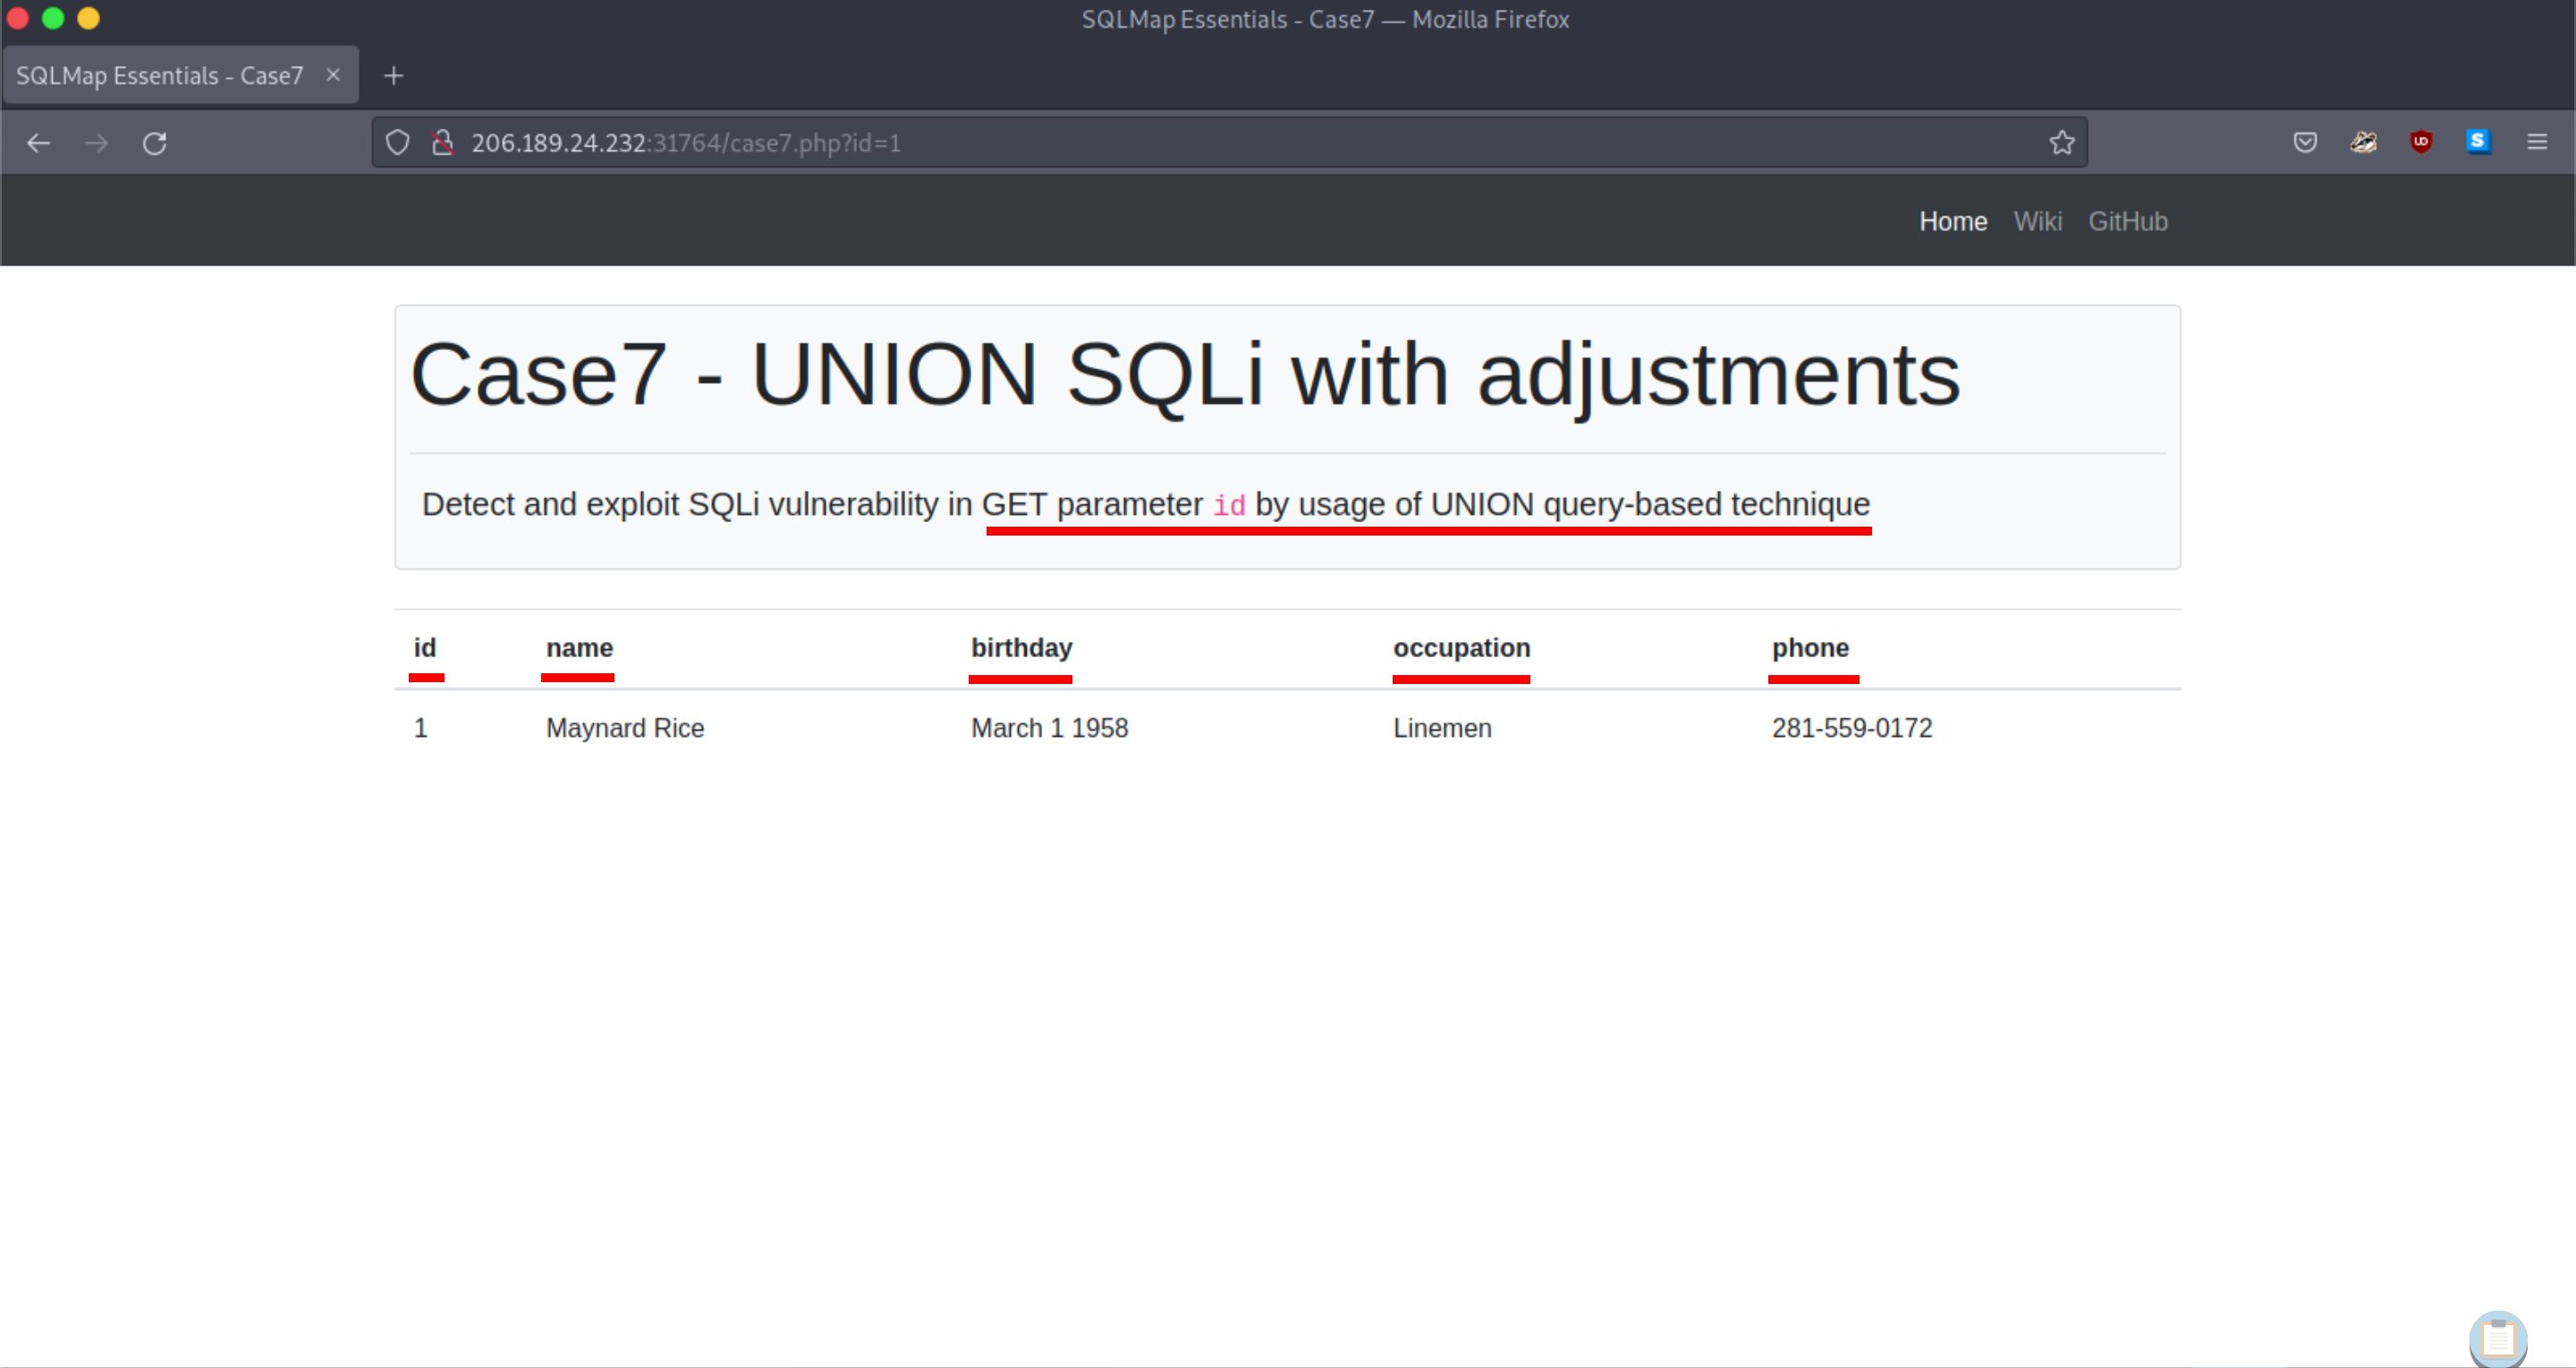 SQLMap Essentials - Case7 — Mozilla Firefox
SQLMap Essentials - Case7
206.189.24.232:31764/case7.php?id=1
Home Wiki GitHub
Case7 - UNION SQLi with adjustments
Detect and exploit SQLi vulnerability in GET parameter id by usage of UNION query-based technique
id name birthday occupation phone
1 Maynard Rice March 1 1958 Linemen 281-559-0172